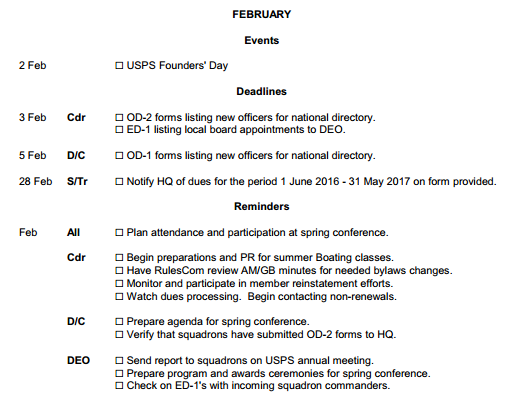 FEBRUARY
Events
2 Feb ☐ USPS Founders' Day
Deadlines
3 Feb Cdr ☐ OD-2 forms listing new officers for national directory.
☐ ED-1 listing local board appointments to DEO.
5 Feb D/C ☐ OD-1 forms listing new officers for national directory.
28 Feb S/Tr ☐ Notify HQ of dues for the period 1 June 2016 - 31 May 2017 on form provided.
Reminders
Feb All ☐ Plan attendance and participation at spring conference.
Cdr ☐ Begin preparations and PR for summer Boating classes.
☐ Have RulesCom review AM/GB minutes for needed bylaws changes.
☐ Monitor and participate in member reinstatement efforts.
☐ Watch dues processing. Begin contacting non-renewals.
D/C ☐ Prepare agenda for spring conference.
☐ Verify that squadrons have submitted OD-2 forms to HQ.
DEO ☐ Send report to squadrons on USPS annual meeting.
☐ Prepare program and awards ceremonies for spring conference.
☐ Check on ED-1's with incoming squadron commanders.